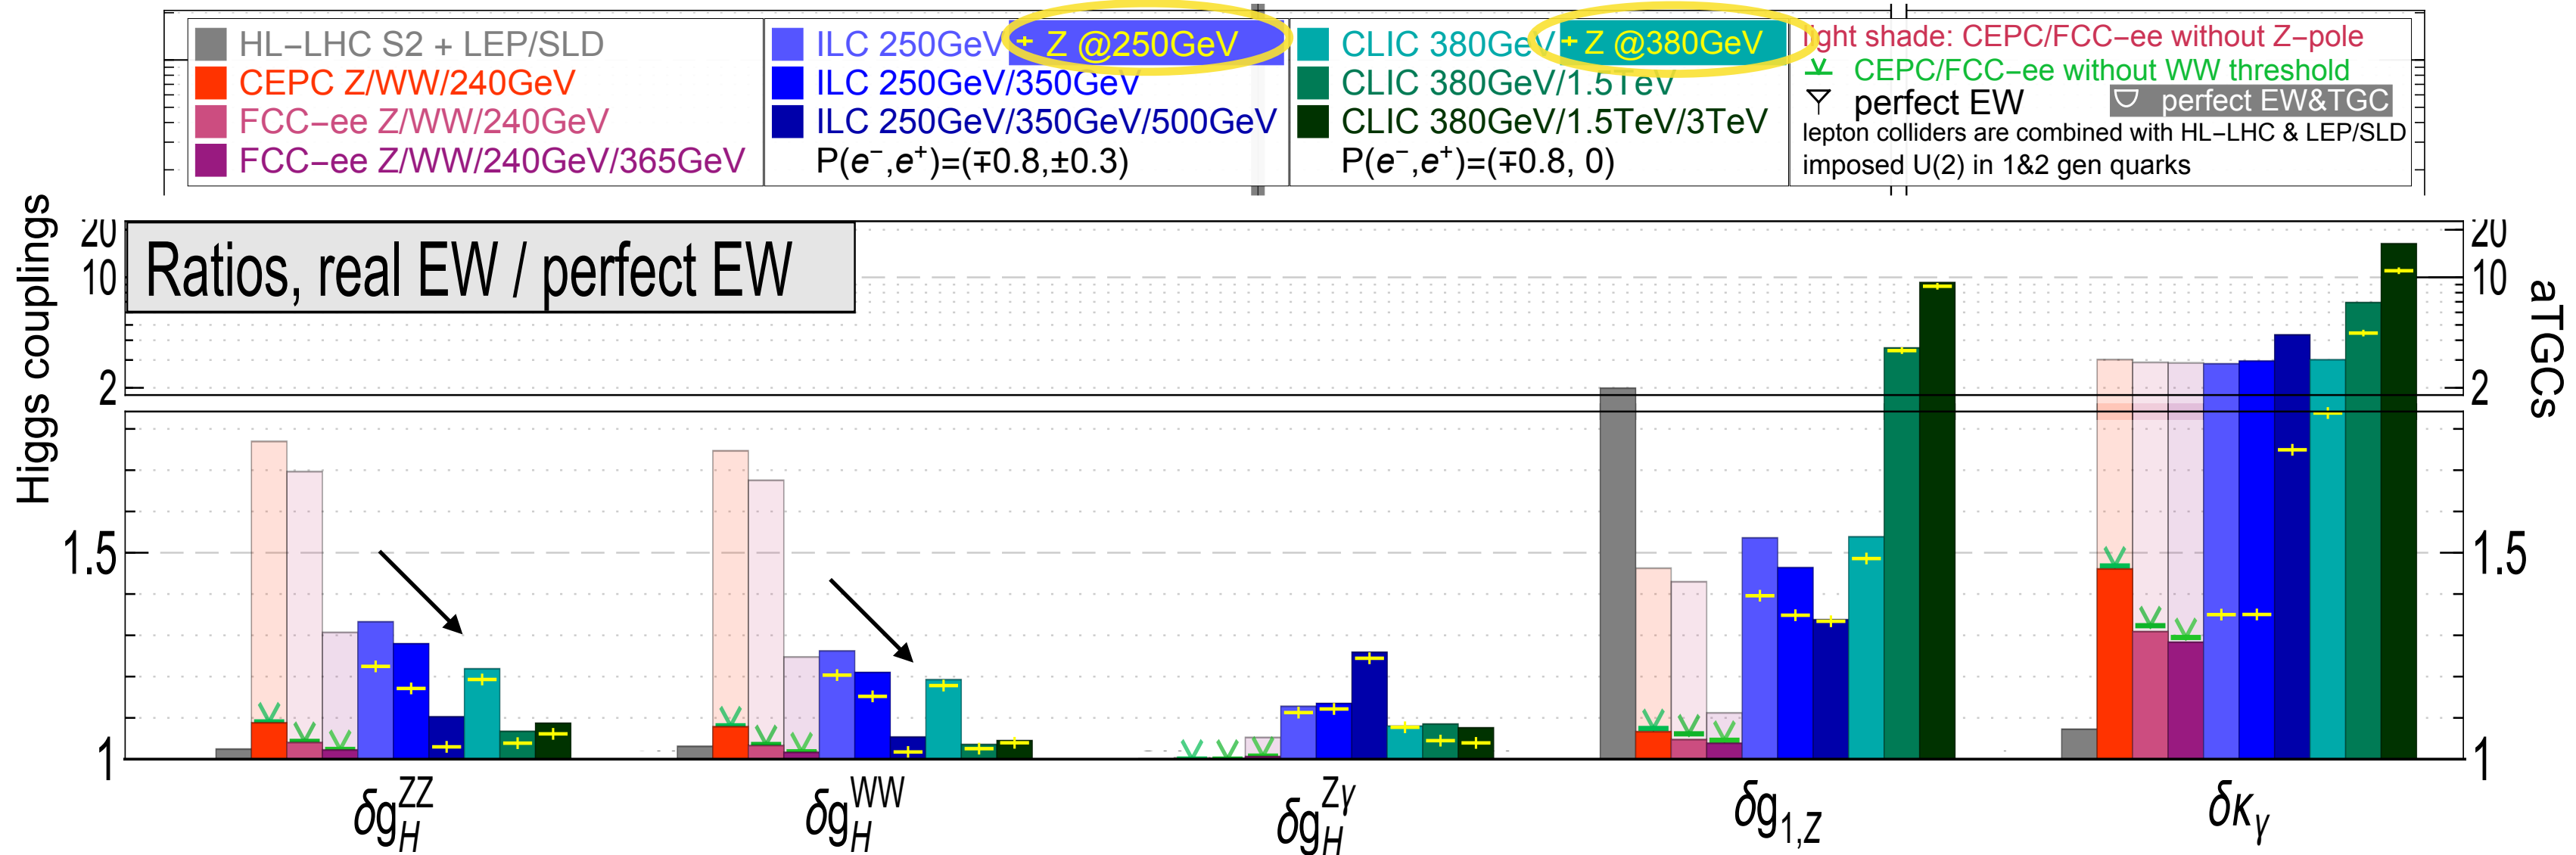 HL−LHC S2 + LEP/SLD
CEPC Z/WW/240GeV
FCC−ee Z/WW/240GeV
FCC−ee Z/WW/240GeV/365GeV
ILC 250GeV + Z @250GeV
ILC 250GeV/350GeV
ILC 250GeV/350GeV/500GeV
P(e⁻,e⁺)=(∓0.8,±0.3)
CLIC 380GeV + Z @380GeV
CLIC 380GeV/1.5TeV
CLIC 380GeV/1.5TeV/3TeV
P(e⁻,e⁺)=(∓0.8, 0)
light shade: CEPC/FCC−ee without Z−pole
CEPC/FCC−ee without WW threshold
perfect EW perfect EW&TGC
lepton colliders are combined with HL−LHC & LEP/SLD
imposed U(2) in 1&2 gen quarks
Higgs couplings
20
10
2
1.5
1
Ratios, real EW / perfect EW
20
10
2
1.5
1
aTGCs
δg_H^ZZ
δg_H^WW
δg_H^Zγ
δg_1,Z
δκ_γ